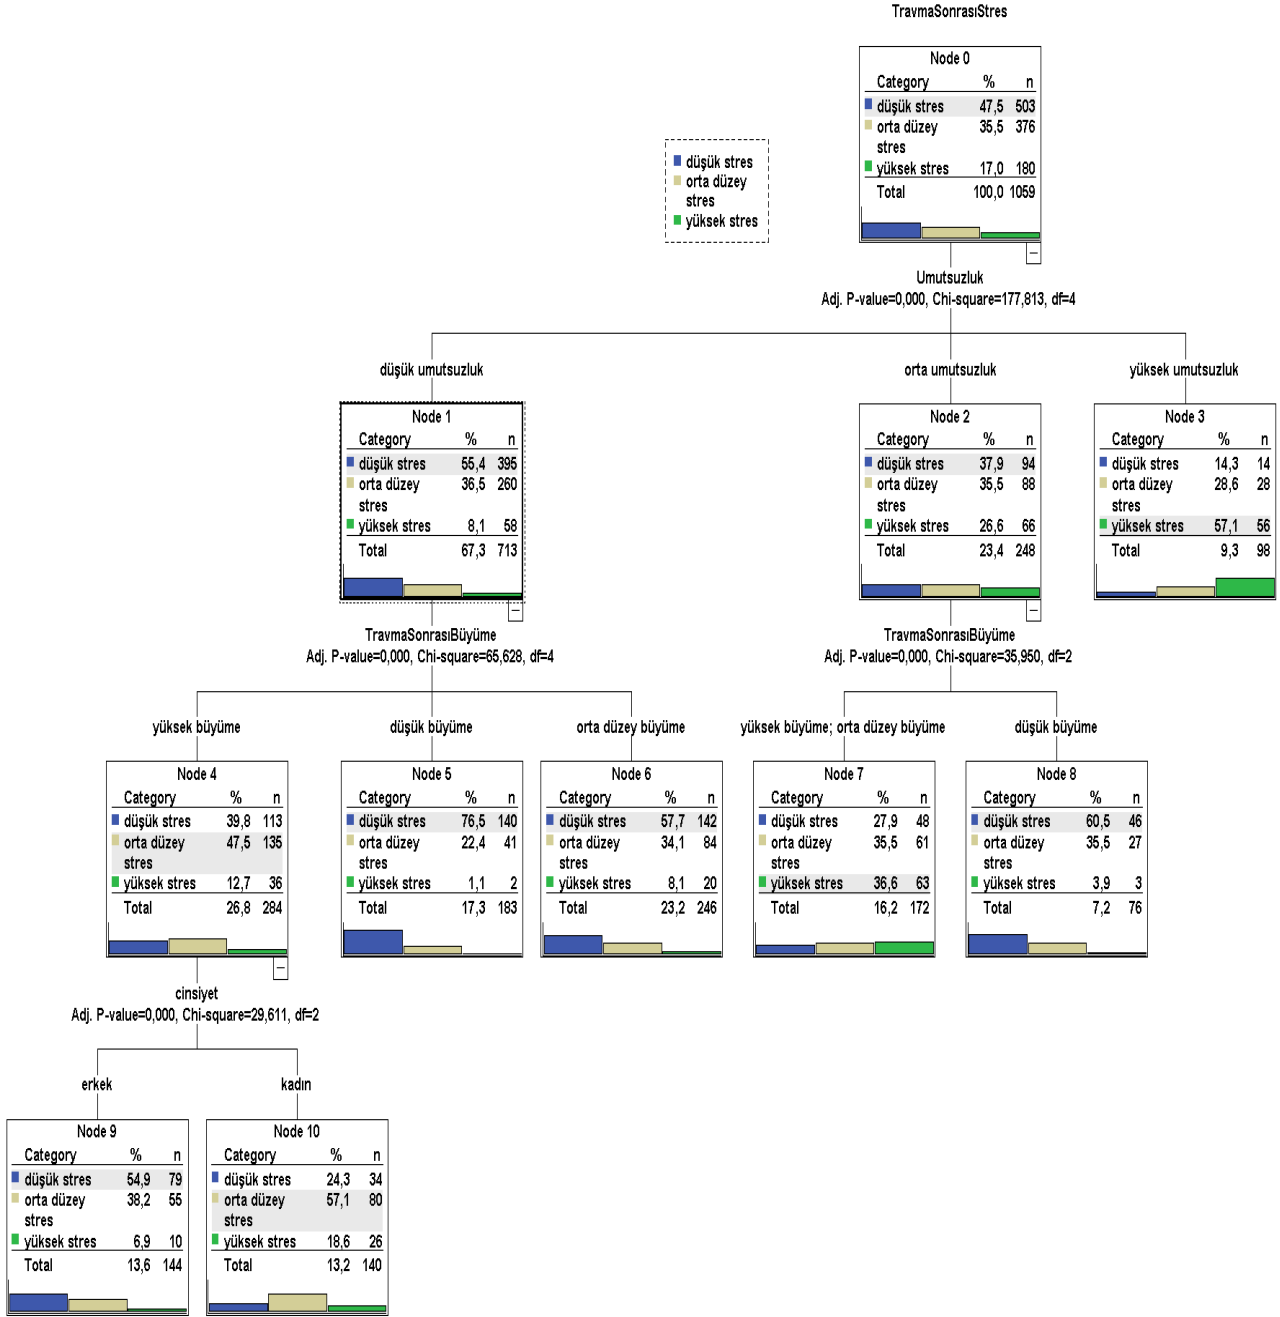 TravmaSonrasıStres
Node 0
Category % n
düşük stres 47,5 503
orta düzey 35,5 376
stres
yüksek stres 17,0 180
Total 100,0 1059
düşük stres
orta düzey
stres
yüksek stres
Umutsuzluk
Adj. P-value=0,000, Chi-square=177,813, df=4
düşük umutsuzluk
orta umutsuzluk
yüksek umutsuzluk
Node 1
Category % n
düşük stres 55,4 395
orta düzey 36,5 260
stres
yüksek stres 8,1 58
Total 67,3 713
Node 2
Category % n
düşük stres 37,9 94
orta düzey 35,5 88
stres
yüksek stres 26,6 66
Total 23,4 248
Node 3
Category % n
düşük stres 14,3 14
orta düzey 28,6 28
stres
yüksek stres 57,1 56
Total 9,3 98
TravmaSonrasıBüyüme
Adj. P-value=0,000, Chi-square=65,628, df=4
TravmaSonrasıBüyüme
Adj. P-value=0,000, Chi-square=35,950, df=2
yüksek büyüme
düşük büyüme
orta düzey büyüme
yüksek büyüme; orta düzey büyüme
düşük büyüme
Node 4
Category % n
düşük stres 39,8 113
orta düzey 47,5 135
stres
yüksek stres 12,7 36
Total 26,8 284
Node 5
Category % n
düşük stres 76,5 140
orta düzey 22,4 41
stres
yüksek stres 1,1 2
Total 17,3 183
Node 6
Category % n
düşük stres 57,7 142
orta düzey 34,1 84
stres
yüksek stres 8,1 20
Total 23,2 246
Node 7
Category % n
düşük stres 27,9 48
orta düzey 35,5 61
stres
yüksek stres 36,6 63
Total 16,2 172
Node 8
Category % n
düşük stres 60,5 46
orta düzey 35,5 27
stres
yüksek stres 3,9 3
Total 7,2 76
cinsiyet
Adj. P-value=0,000, Chi-square=29,611, df=2
erkek
kadın
Node 9
Category % n
düşük stres 54,9 79
orta düzey 38,2 55
stres
yüksek stres 6,9 10
Total 13,6 144
Node 10
Category % n
düşük stres 24,3 34
orta düzey 57,1 80
stres
yüksek stres 18,6 26
Total 13,2 140